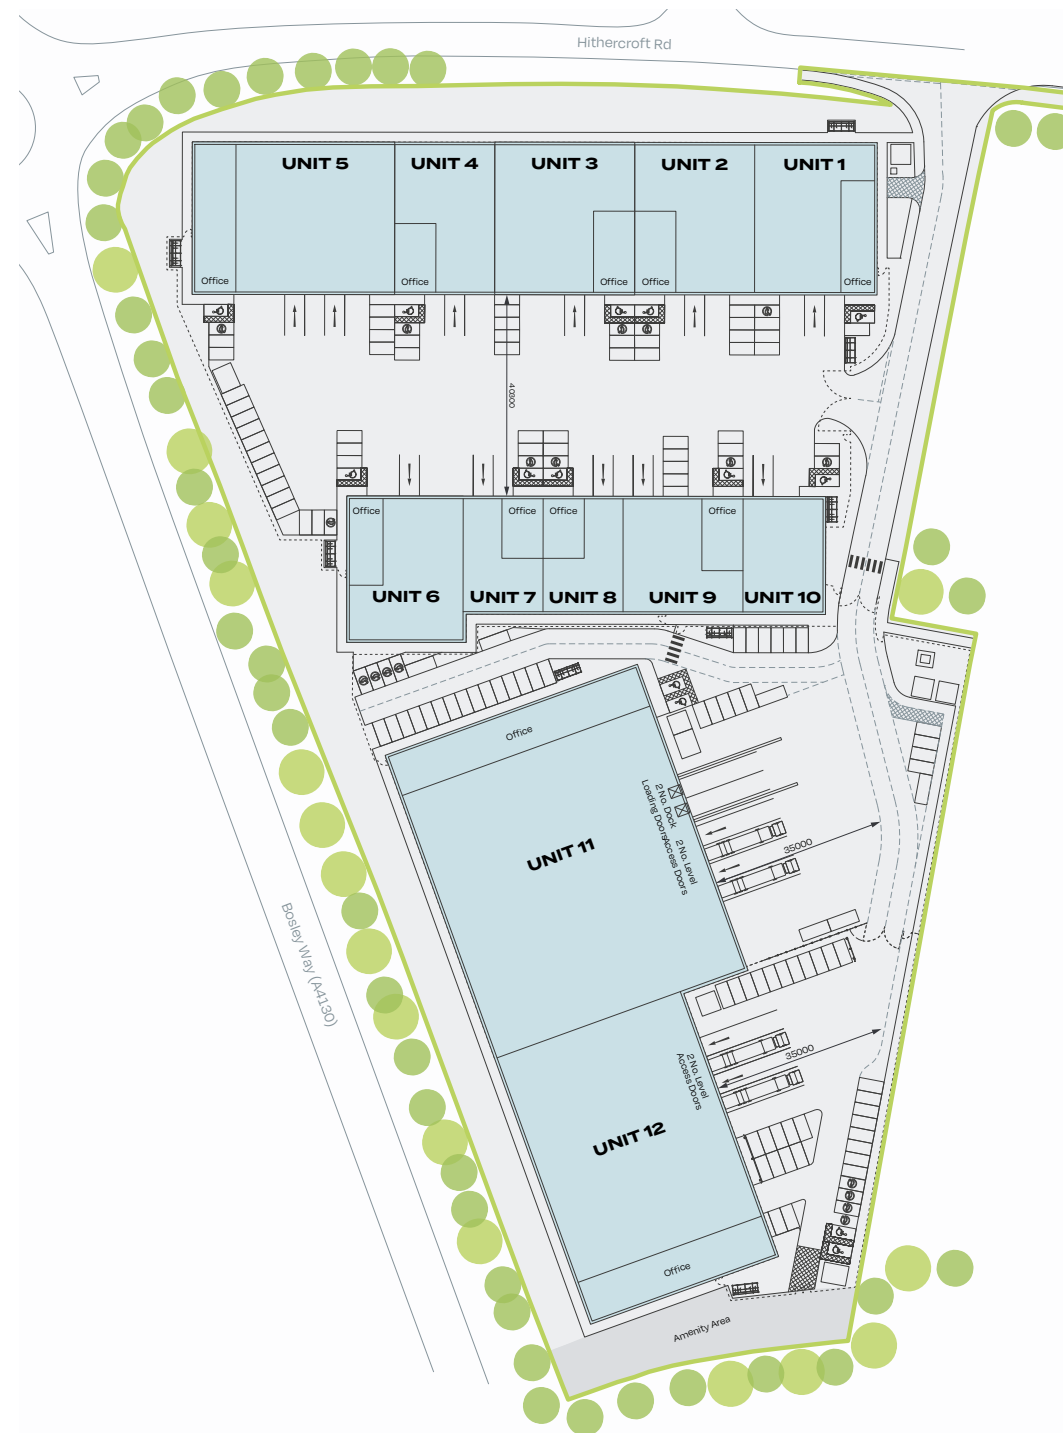 Hithercroft Rd
UNIT 5
UNIT 4
UNIT 3
UNIT 2
UNIT 1
Office
Office
Office
Office
Office
40300
Office
Office
Office
Office
UNIT 6
UNIT 7
UNIT 8
UNIT 9
UNIT 10
Office
2 No. Dock
Loading Doors
2 No. Level
Access Doors
35000
UNIT 11
Bosley Way (A4130)
35000
2 No. Level
Access Doors
UNIT 12
Office
Amenity Area